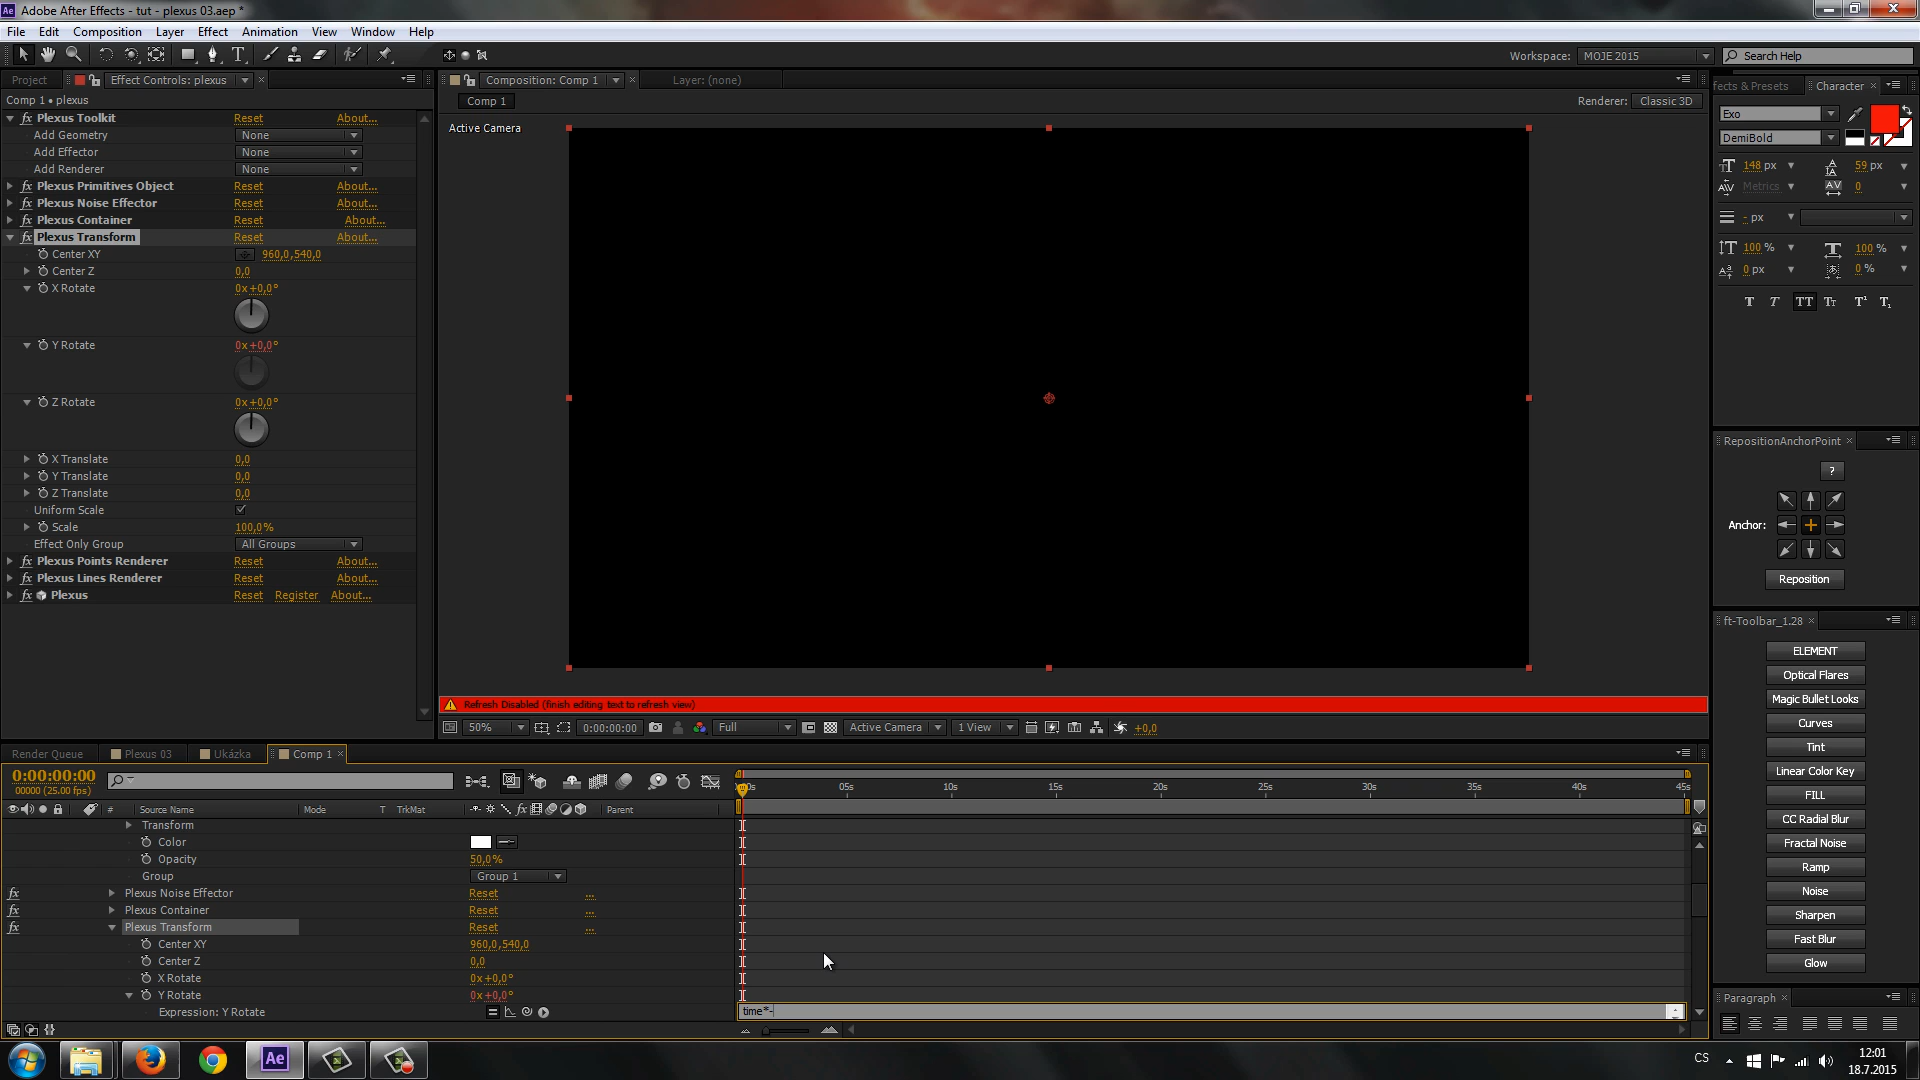 Adobe After Effects - tut - plexus 03.aep *
File Edit Composition Layer Effect Animation View Window Help
Workspace: MOJE 2015 Search Help
Project Effect Controls: plexus
Composition: Comp 1 Layer: (none)
Comp 1 • plexus
Comp 1
Renderer: Classic 3D
Active Camera
Plexus Toolkit Reset About...
Add Geometry None
Add Effector None
Add Renderer None
Plexus Primitives Object Reset About...
Plexus Noise Effector Reset About...
Plexus Container Reset About...
Plexus Transform Reset About...
Center XY 960,0,540,0
Center Z 0,0
X Rotate 0x+0,0°
Y Rotate 0x+0,0°
Z Rotate 0x+0,0°
X Translate 0,0
Y Translate 0,0
Z Translate 0,0
Uniform Scale
Scale 100,0%
Effect Only Group All Groups
Plexus Points Renderer Reset About...
Plexus Lines Renderer Reset About...
Plexus Reset Register About...
Refresh Disabled (finish editing text to refresh view)
50% 0:00:00:00 Full Active Camera 1 View +0,0
fects & Presets Character
Exo
DemiBold
148 px 59 px
Metrics 0
- px
100 % 100 %
0 px 0 %
T T TT Tt T¹ T₁
RepositionAnchorPoint
?
Anchor:
Reposition
ft-Toolbar_1.28
ELEMENT
Optical Flares
Magic Bullet Looks
Curves
Tint
Linear Color Key
FILL
CC Radial Blur
Fractal Noise
Ramp
Noise
Sharpen
Fast Blur
Glow
Paragraph
Render Queue Plexus 03 Ukázka Comp 1
0:00:00:00
00000 (25.00 fps)
05s 10s 15s 20s 25s 30s 35s 40s 45s
# Source Name Mode T TrkMat Parent
Transform
Color
Opacity 50,0%
Group Group 1
Plexus Noise Effector Reset ...
Plexus Container Reset ...
Plexus Transform Reset ...
Center XY 960,0,540,0
Center Z 0,0
X Rotate 0x+0,0°
Y Rotate 0x+0,0°
Expression: Y Rotate time*-
CS
12:01
18.7.2015